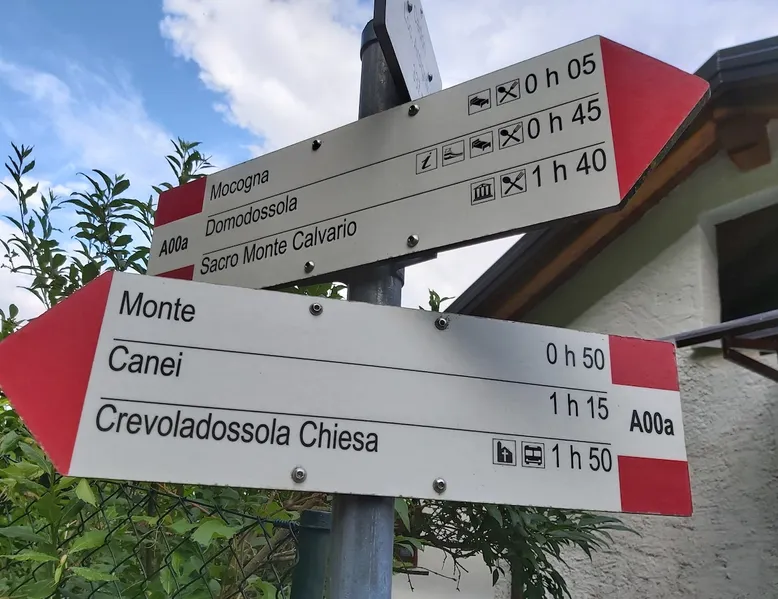 Mocogna 0 h 05
Domodossola 0 h 45
A00a
Sacro Monte Calvario 1 h 40
Monte 0 h 50
Canei 1 h 15
A00a
Crevoladossola Chiesa 1 h 50